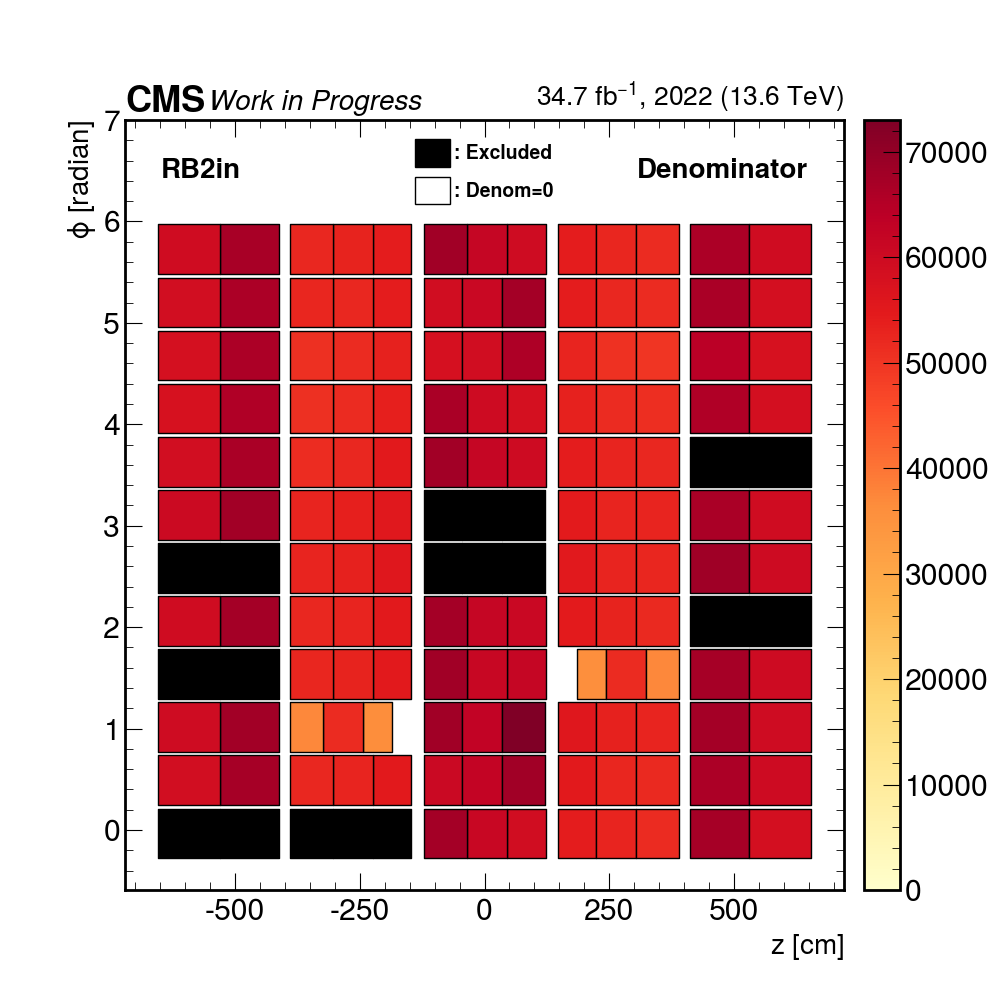 CMS Work in Progress 34.7 fb⁻¹, 2022 (13.6 TeV)
RB2in
: Excluded
: Denom=0
Denominator
ϕ [radian]
7
6
5
4
3
2
1
0
-500 -250 0 250 500
z [cm]
70000
60000
50000
40000
30000
20000
10000
0